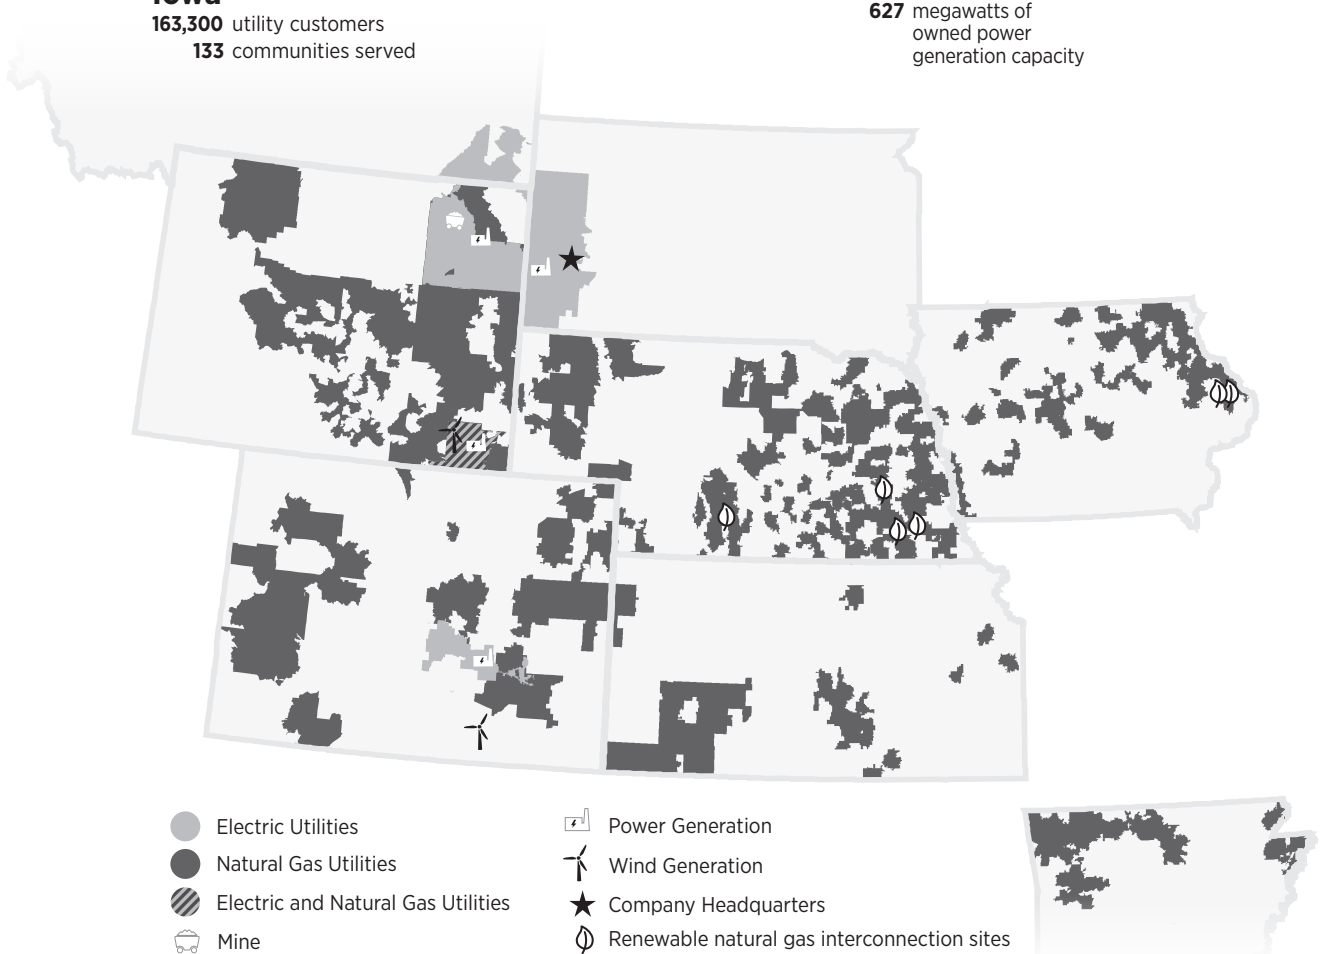 Iowa
163,300 utility customers
133 communities served
627 megawatts of
owned power
generation capacity
Electric Utilities
Natural Gas Utilities
Electric and Natural Gas Utilities
Mine
Power Generation
Wind Generation
Company Headquarters
Renewable natural gas interconnection sites